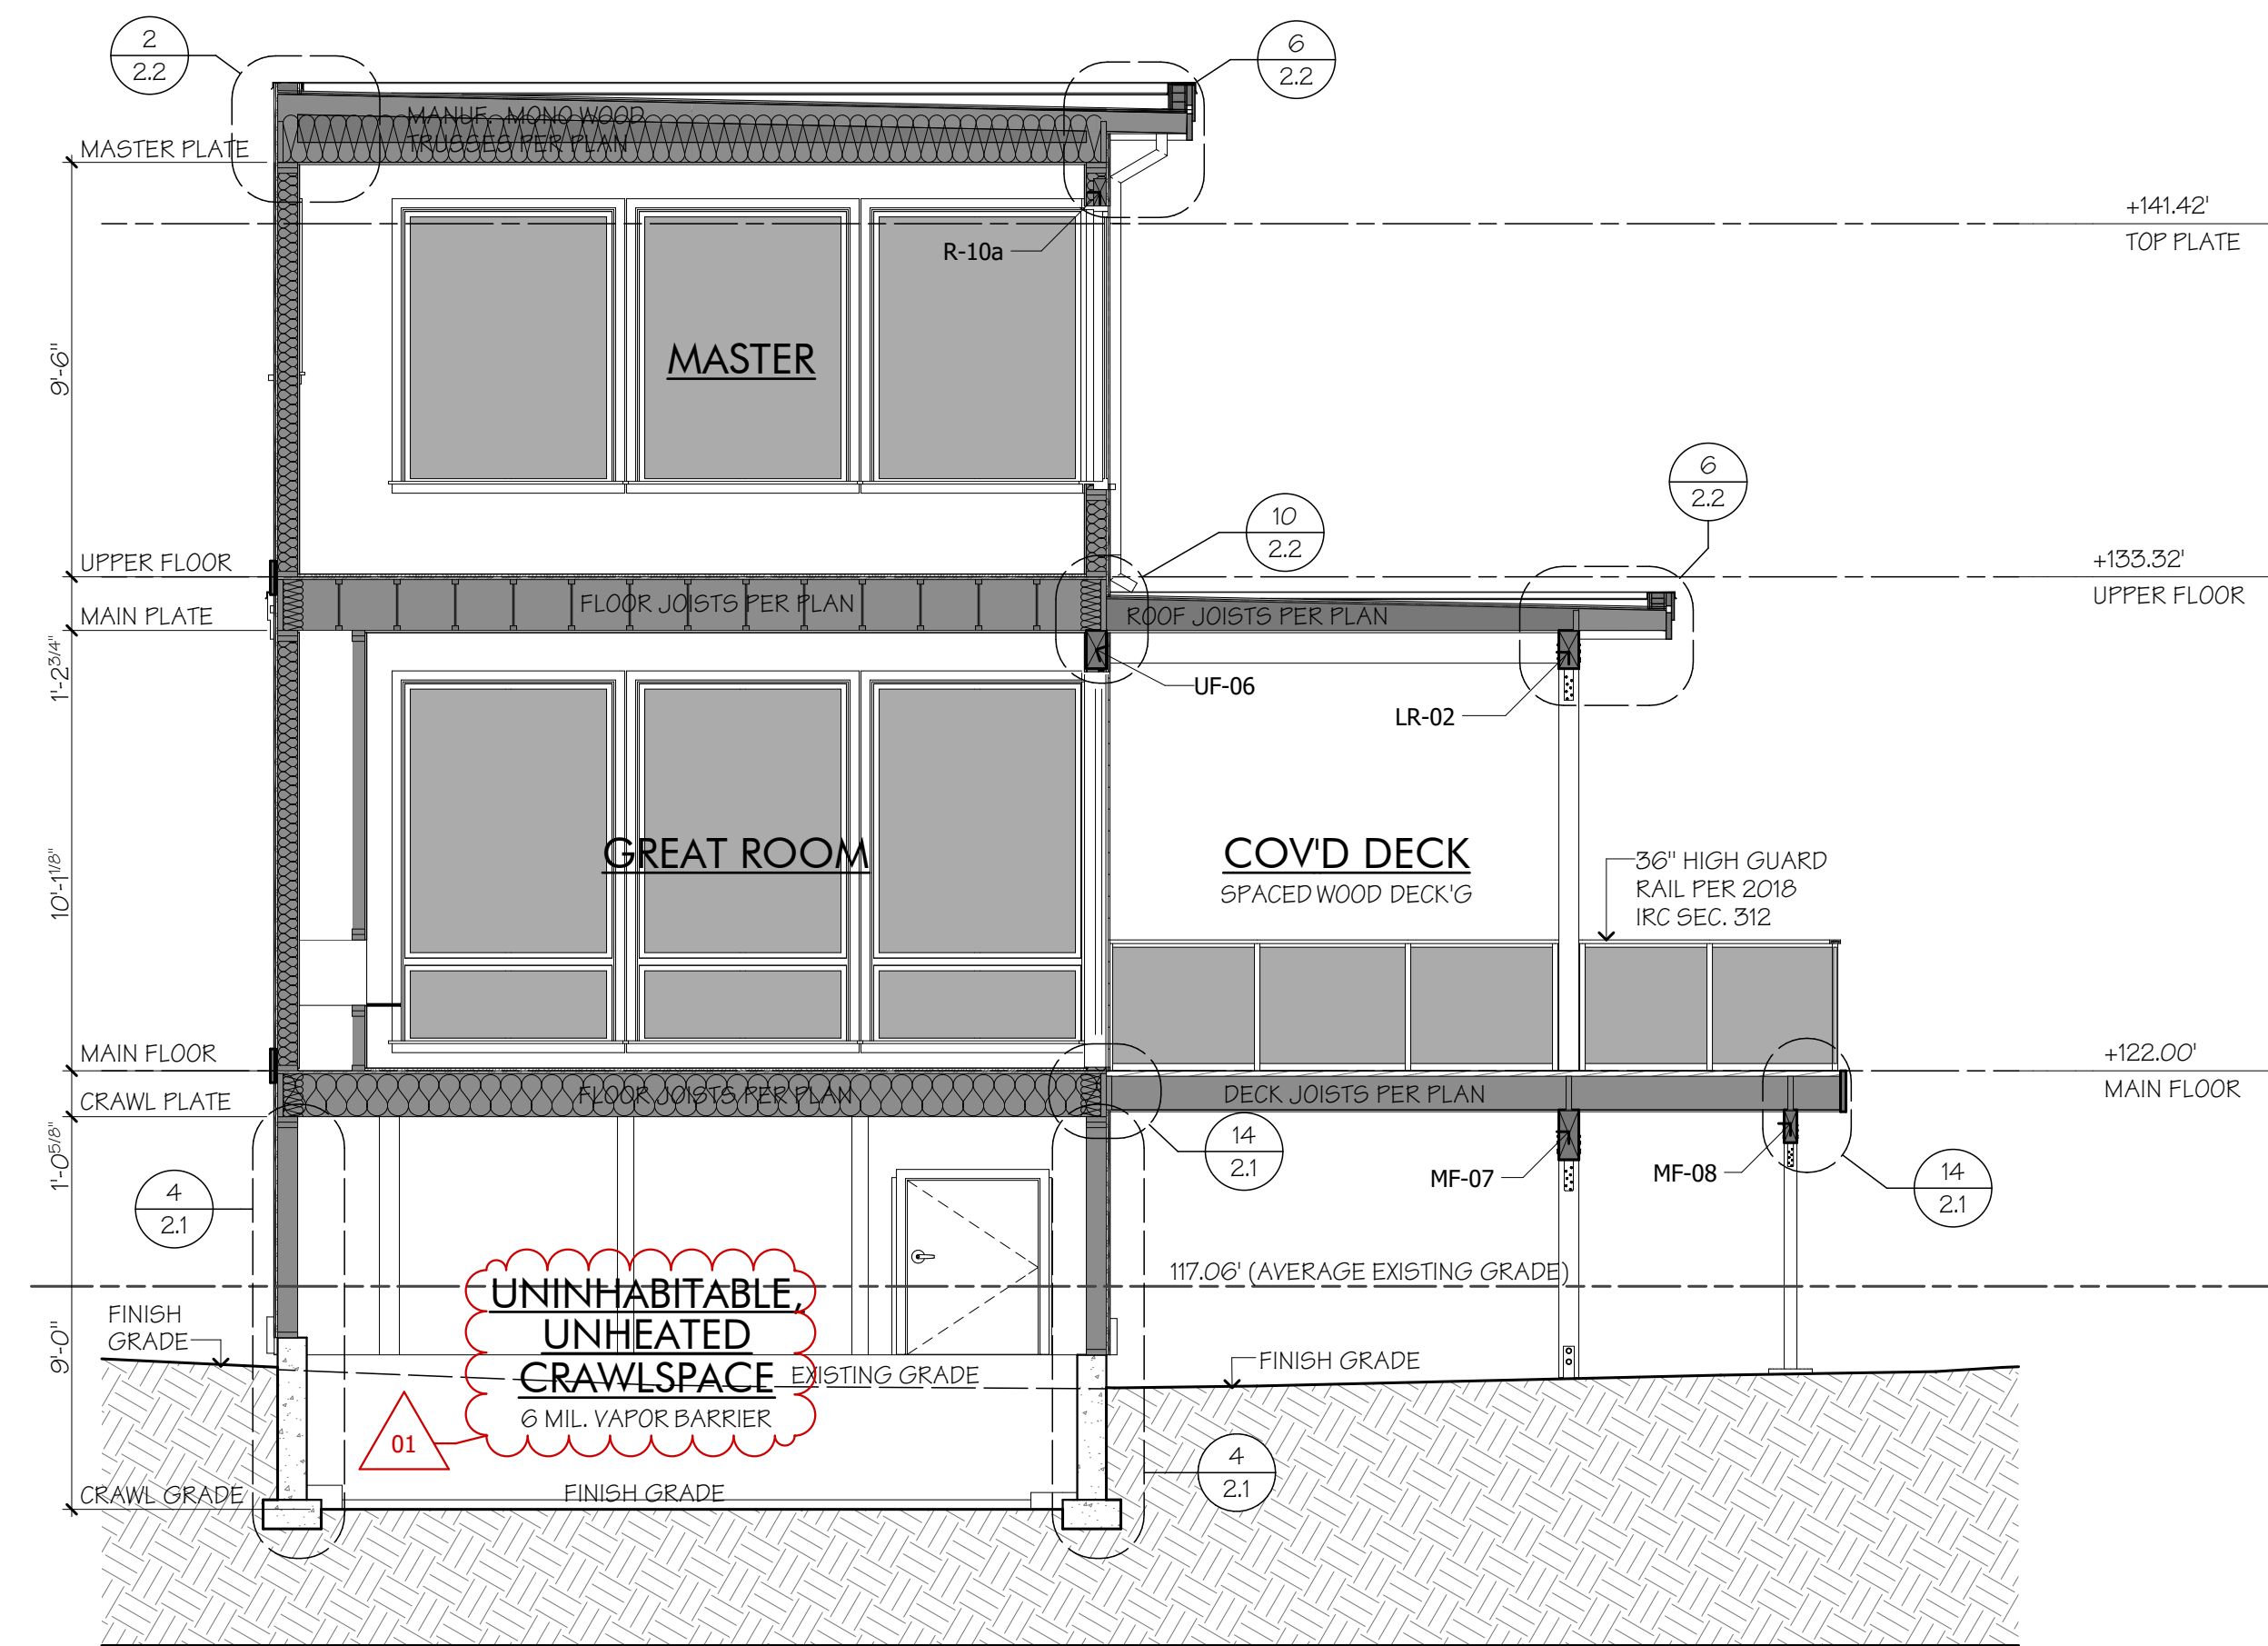 2
2.2
6
2.2
MANUF. MONO WOOD
TRUSSES PER PLAN
MASTER PLATE
+141.42'
TOP PLATE
R-10a
9'-6"
MASTER
6
2.2
10
2.2
UPPER FLOOR
+133.32'
UPPER FLOOR
FLOOR JOISTS PER PLAN
MAIN PLATE
ROOF JOISTS PER PLAN
1'-2 3/4"
UF-06
LR-02
GREAT ROOM
COV'D DECK
SPACED WOOD DECK'G
36" HIGH GUARD
RAIL PER 2018
IRC SEC. 312
10'-1 1/8"
MAIN FLOOR
+122.00'
MAIN FLOOR
FLOOR JOISTS PER PLAN
DECK JOISTS PER PLAN
CRAWL PLATE
1'-0 5/8"
14
2.1
MF-07
MF-08
14
2.1
4
2.1
117.06' (AVERAGE EXISTING GRADE)
UNINHABITABLE,
UNHEATED
CRAWLSPACE
6 MIL. VAPOR BARRIER
FINISH
GRADE
9'-0"
EXISTING GRADE
FINISH GRADE
01
4
2.1
CRAWL GRADE
FINISH GRADE